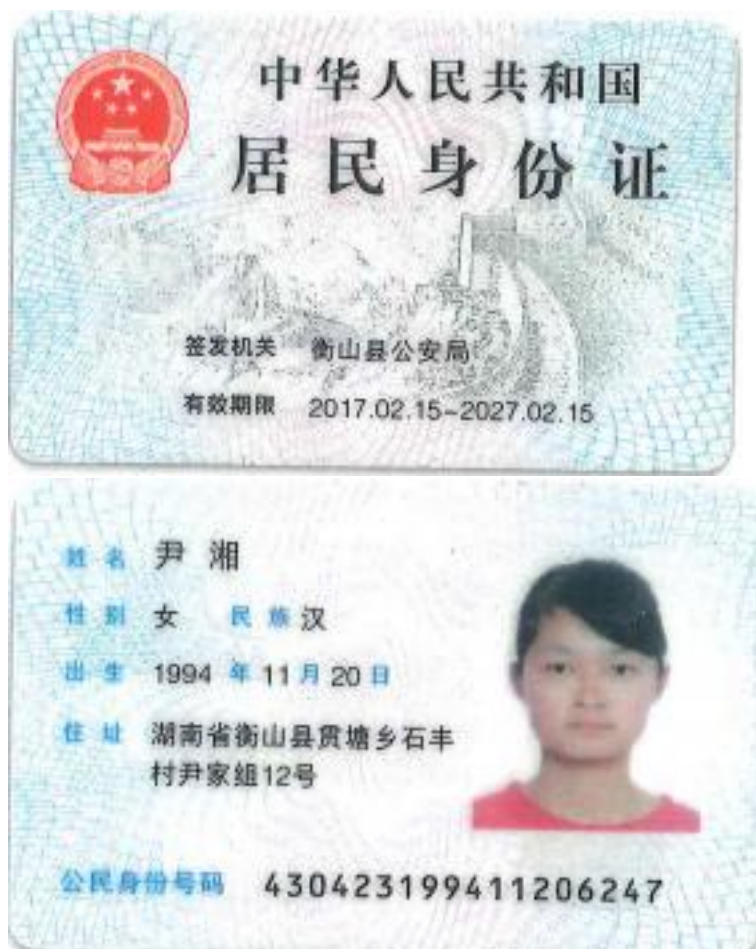 中华人民共和国
居民身份证
签发机关 衡山县公安局
有效期限 2017.02.15-2027.02.15
姓名 尹湘
性别 女 民族 汉
出生 1994 年 11 月 20 日
住址 湖南省衡山县贯塘乡石丰
村尹家组12号
公民身份号码 430423199411206247